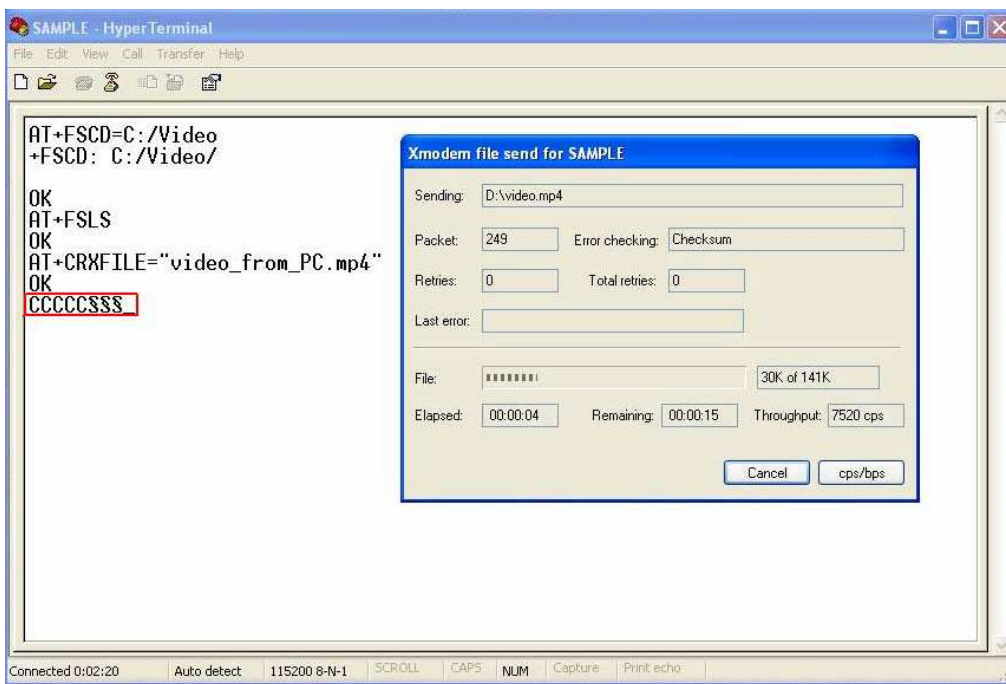 SAMPLE - HyperTerminal
File Edit View Call Transfer Help
AT+FSCD=C:/Video
+FSCD: C:/Video/
OK
AT+FSLS
OK
AT+CRXFILE="video_from_PC.mp4"
OK
CCCCC§§§_
Xmodem file send for SAMPLE
Sending: D:\video.mp4
Packet: 249 Error checking: Checksum
Retries: 0 Total retries: 0
Last error:
File: 30K of 141K
Elapsed: 00:00:04 Remaining: 00:00:15 Throughput: 7520 cps
Cancel cps/bps
Connected 0:02:20 Auto detect 115200 8-N-1 SCROLL CAPS NUM Capture Print echo